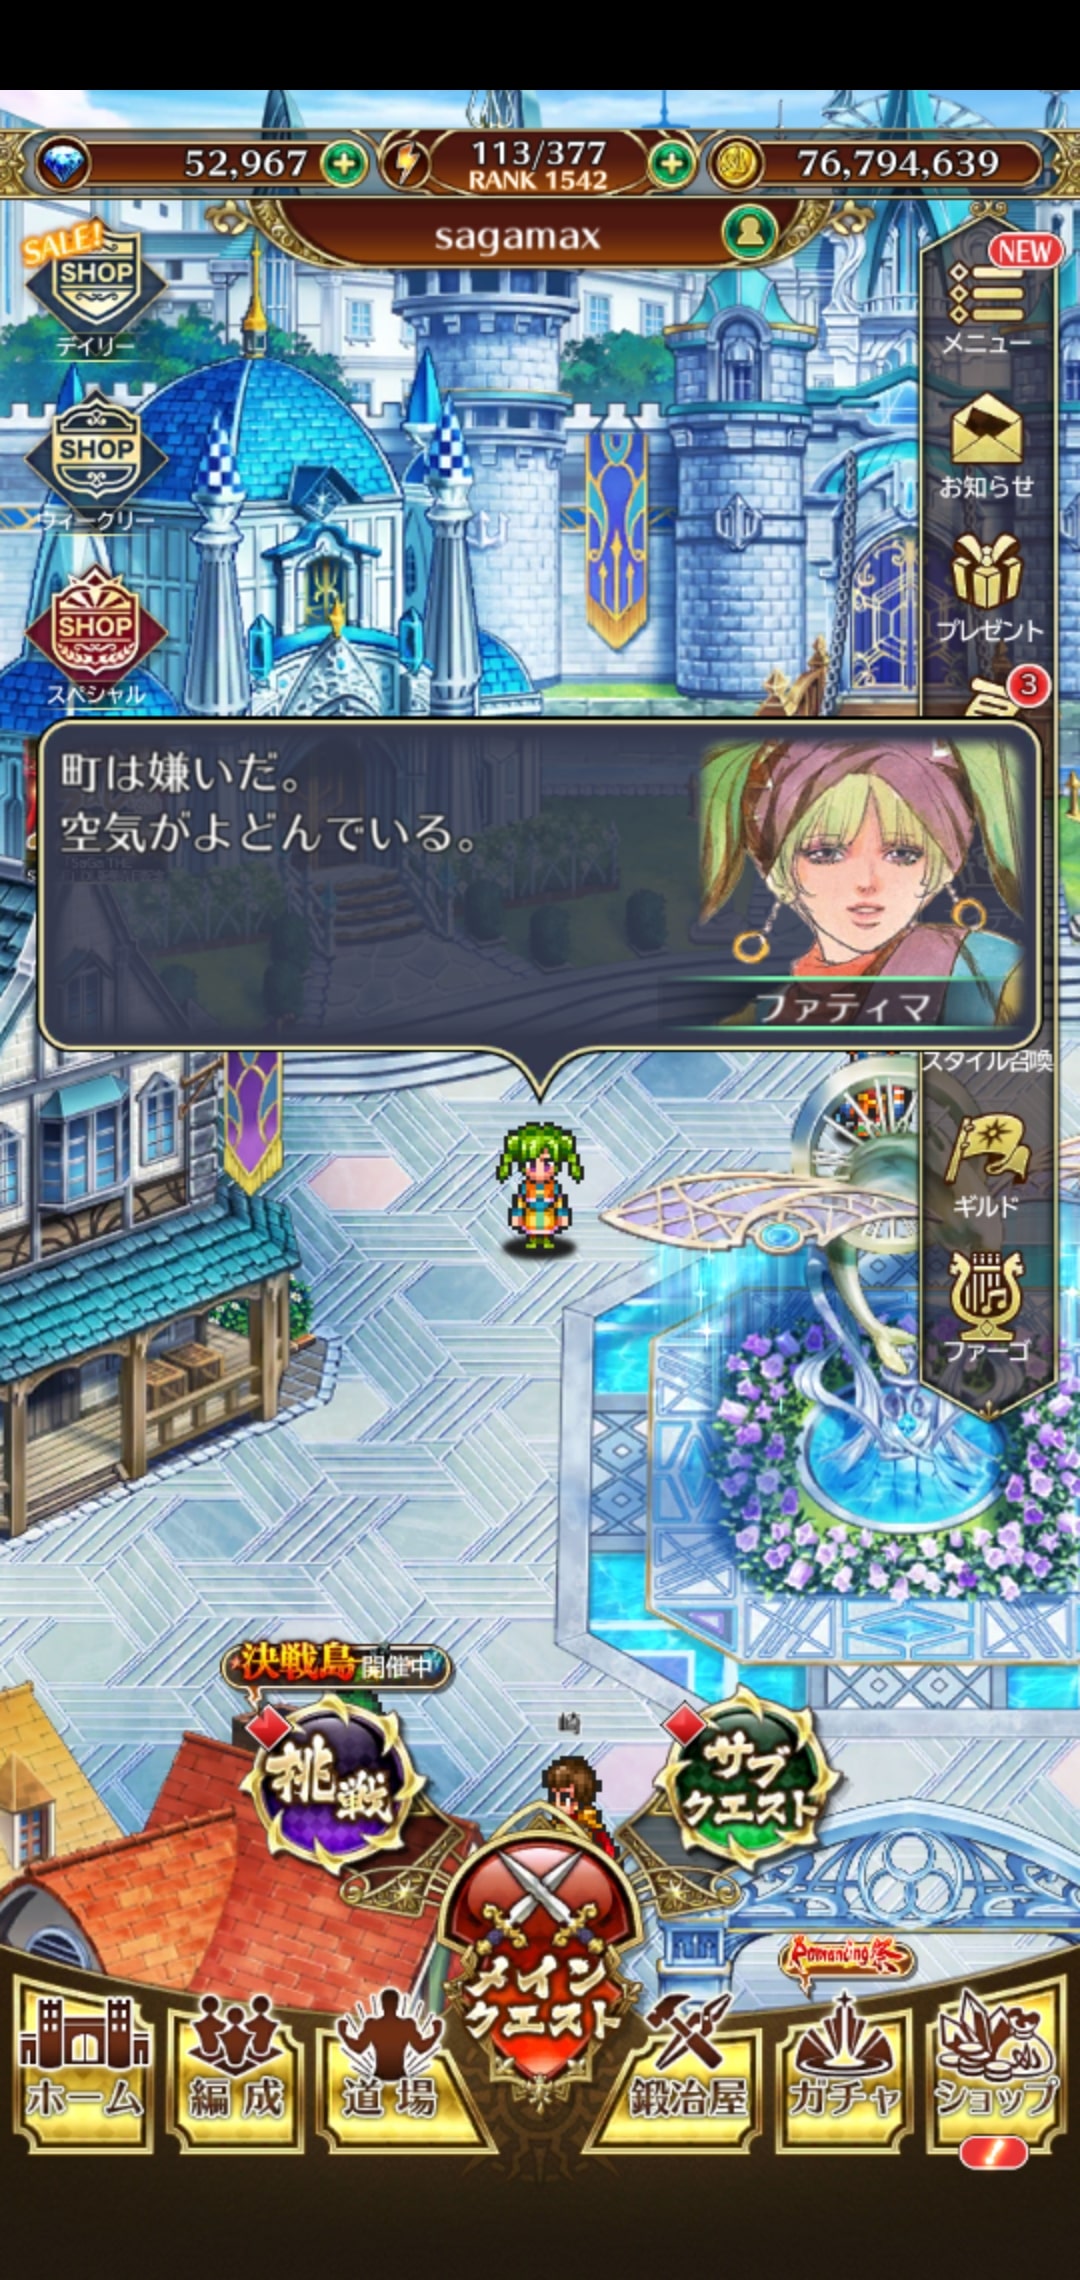 52,967
113/377
RANK 1542
76,794,639
sagamax
SALE!
SHOP
デイリー
SHOP
ウィークリー
SHOP
スペシャル
NEW
メニュー
お知らせ
プレゼント
3
町は嫌いだ。
空気がよどんでいる。
ファティマ
スタイル召喚
ギルド
ファーゴ
決戦島開催中
挑戦
崎
サブ
クエスト
メイン
クエスト
Romancing祭
ホーム
編成
道場
鍛冶屋
ガチャ
ショップ
!